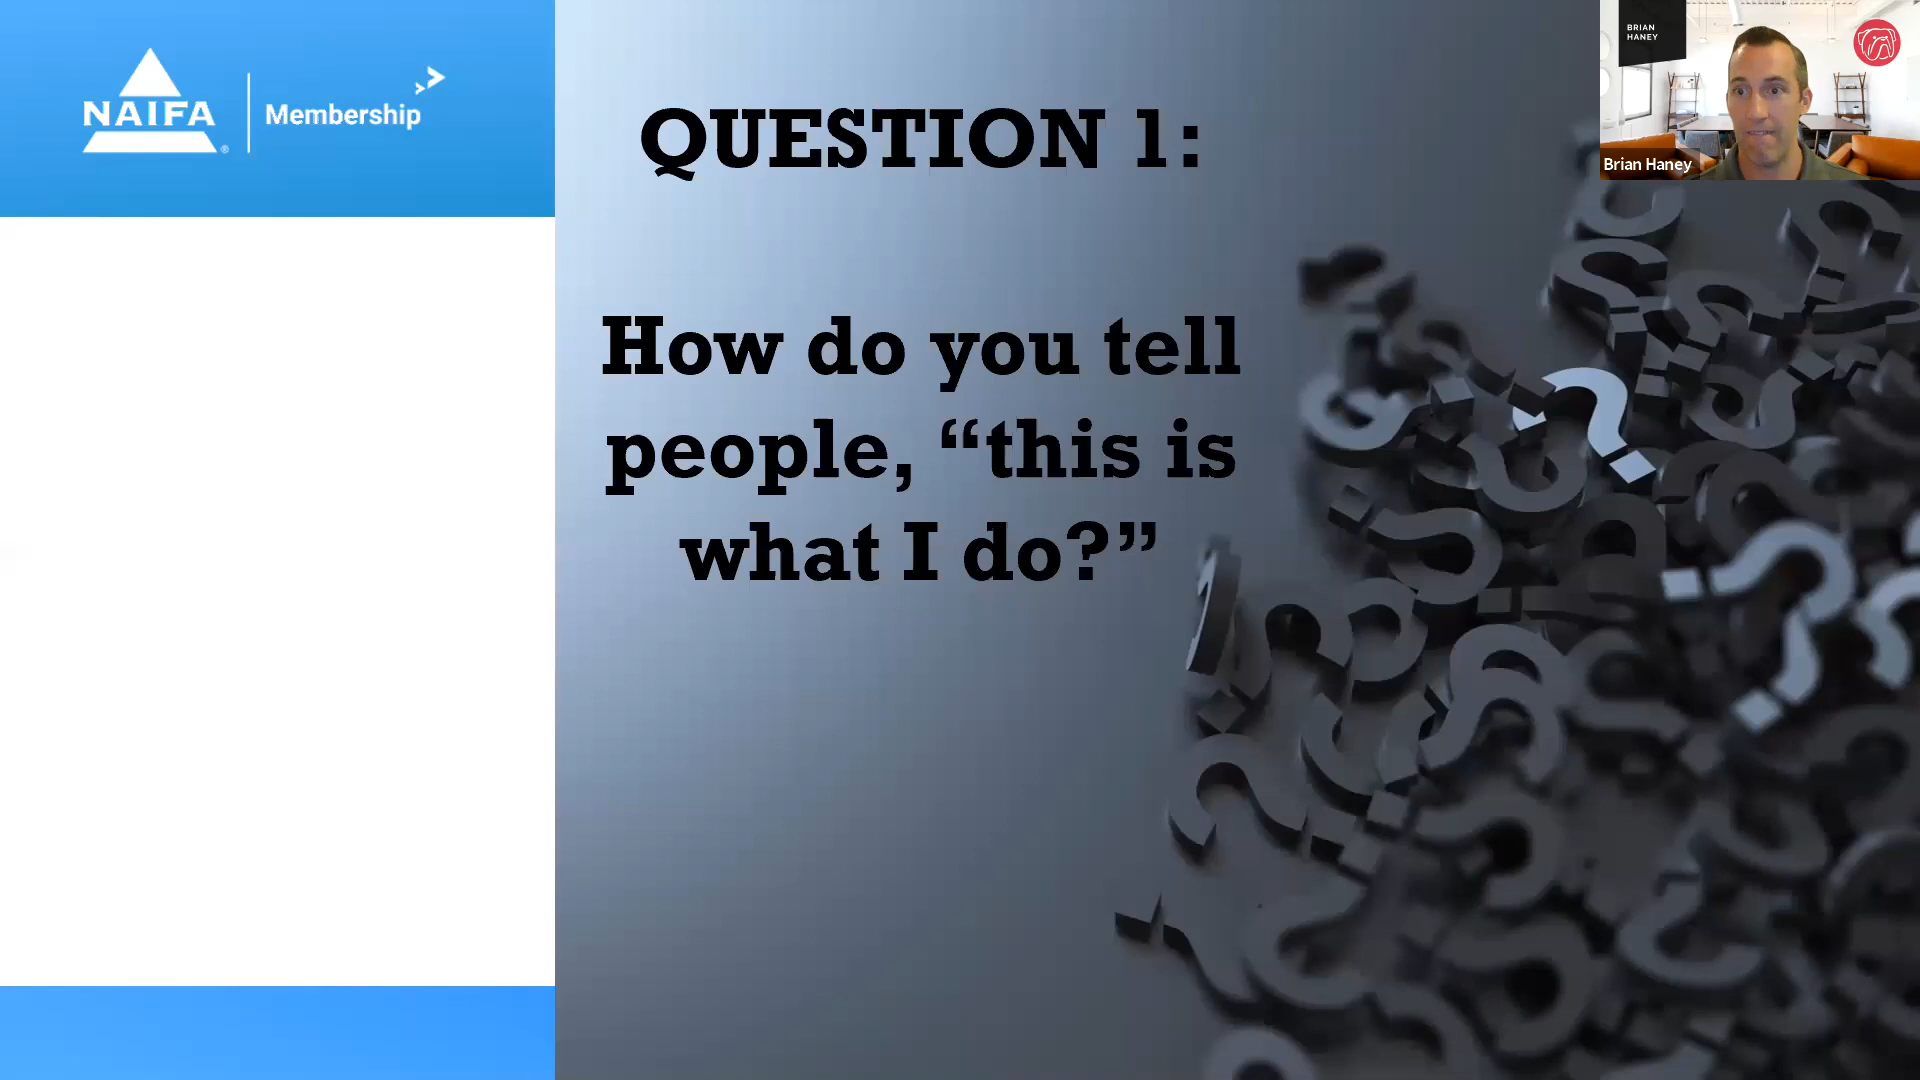 NAIFA
®
Membership
QUESTION 1:
How do you tell
people, “this is
what I do?”
BRIAN
HANEY
Brian Haney